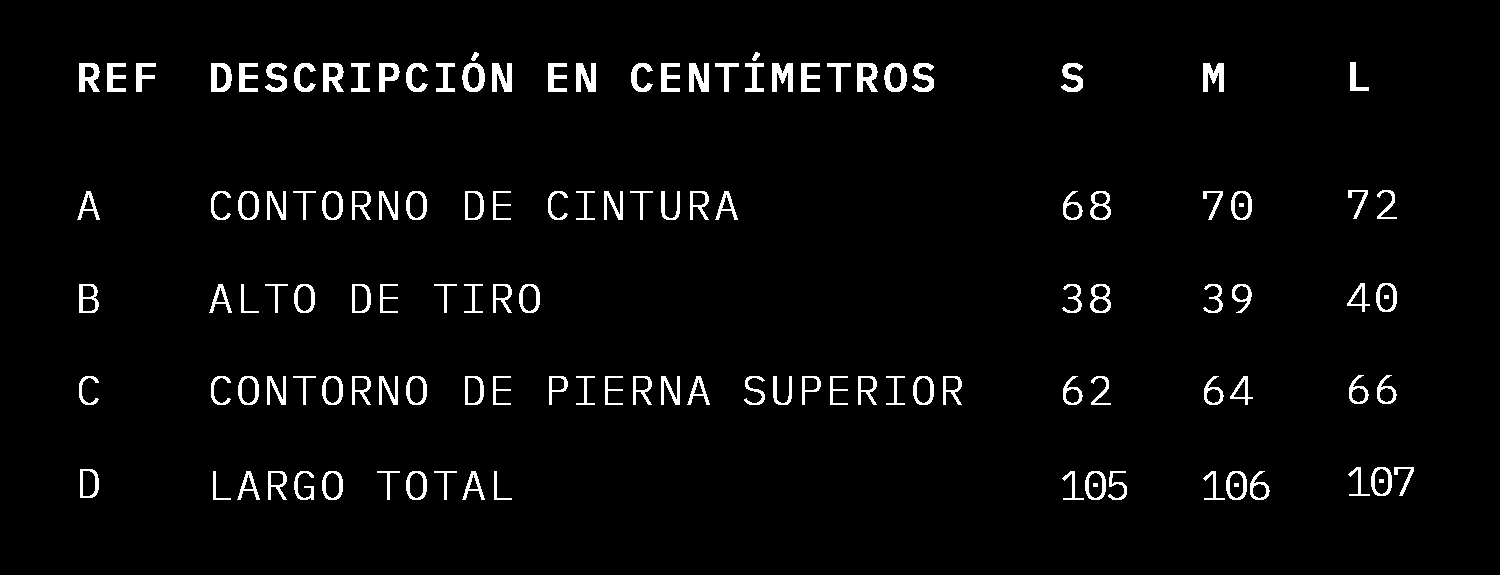 REF DESCRIPCIÓN EN CENTÍMETROS S M L
A CONTORNO DE CINTURA 68 70 72
B ALTO DE TIRO 38 39 40
C CONTORNO DE PIERNA SUPERIOR 62 64 66
D LARGO TOTAL 105 106 107